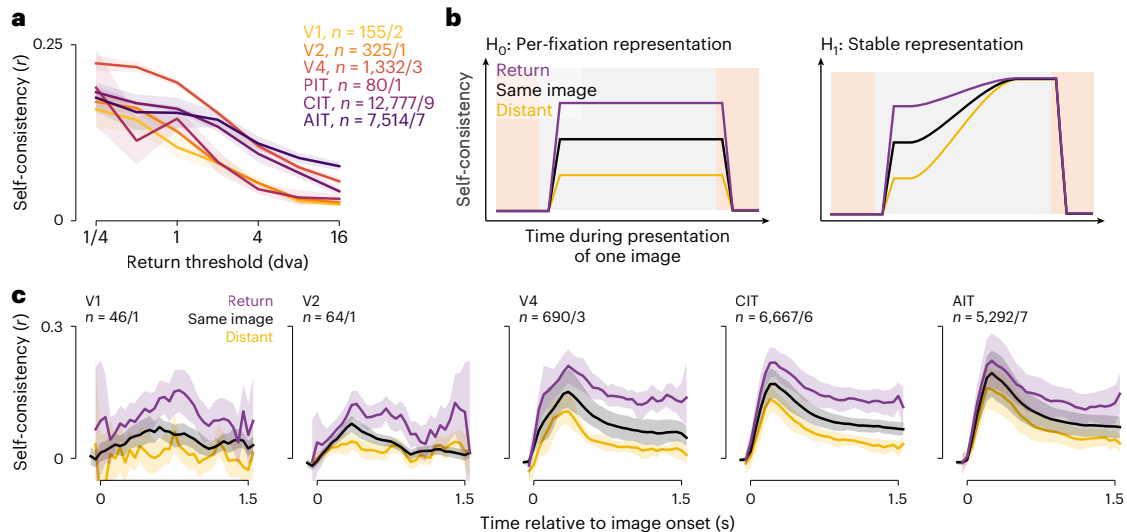 a
0.25
Self-consistency (r)
0
1/4
1
4
16
Return threshold (dva)
V1, n = 155/2
V2, n = 325/1
V4, n = 1,332/3
PIT, n = 80/1
CIT, n = 12,777/9
AIT, n = 7,514/7
b
H0: Per-fixation representation
Return
Same image
Distant
Self-consistency
H1: Stable representation
Time during presentation
of one image
c
V1
n = 46/1
Return
Same image
Distant
0.3
Self-consistency (r)
0
0
1.5
V2
n = 64/1
0
1.5
V4
n = 690/3
0
1.5
CIT
n = 6,667/6
0
1.5
AIT
n = 5,292/7
0
1.5
Time relative to image onset (s)